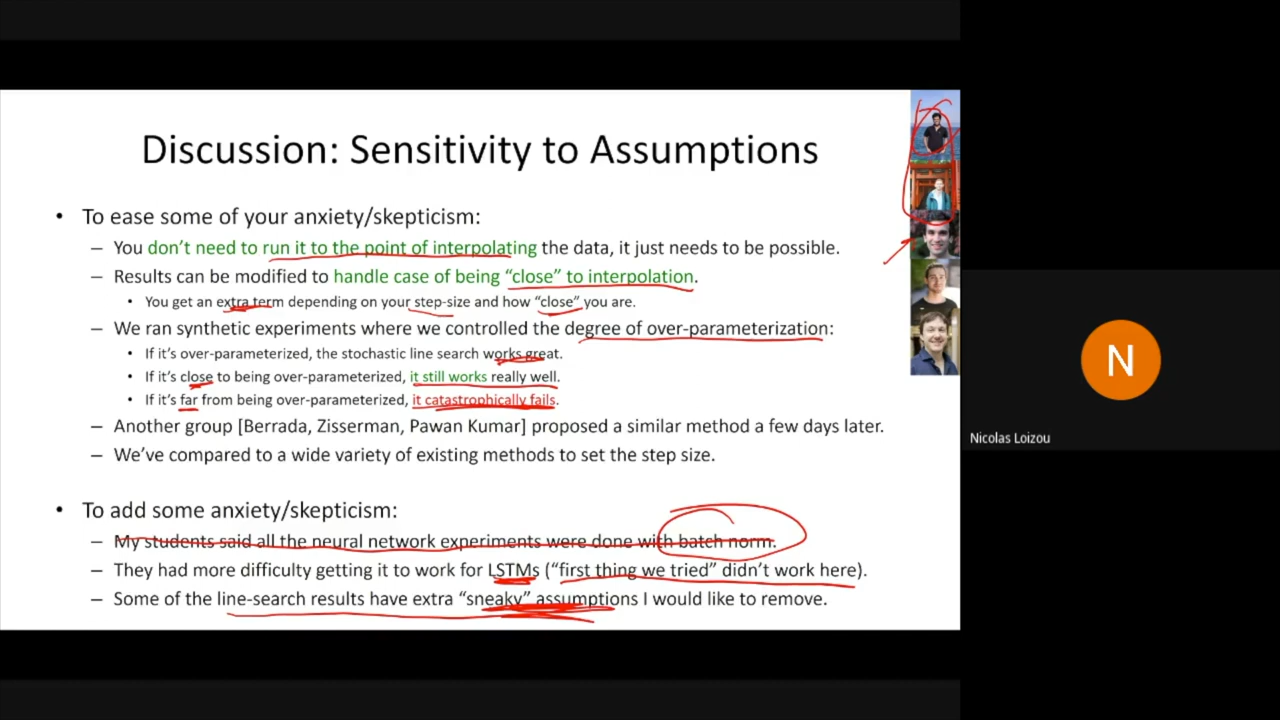 Discussion: Sensitivity to Assumptions
• To ease some of your anxiety/skepticism:
– You don't need to run it to the point of interpolating the data, it just needs to be possible.
– Results can be modified to handle case of being "close" to interpolation.
• You get an extra term depending on your step-size and how "close" you are.
– We ran synthetic experiments where we controlled the degree of over-parameterization:
• If it's over-parameterized, the stochastic line search works great.
• If it's close to being over-parameterized, it still works really well.
• If it's far from being over-parameterized, it catastrophically fails.
– Another group [Berrada, Zisserman, Pawan Kumar] proposed a similar method a few days later.
– We've compared to a wide variety of existing methods to set the step size.
• To add some anxiety/skepticism:
– My students said all the neural network experiments were done with batch norm.
– They had more difficulty getting it to work for LSTMs ("first thing we tried" didn't work here).
– Some of the line-search results have extra "sneaky" assumptions I would like to remove.
N
Nicolas Loizou